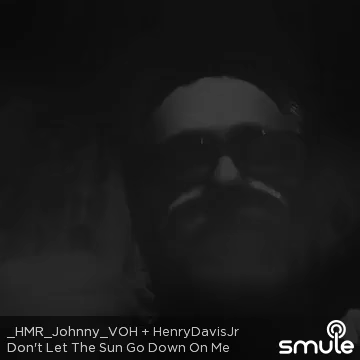 _HMR_Johnny_VOH + HenryDavisJr
Don't Let The Sun Go Down On Me
smule